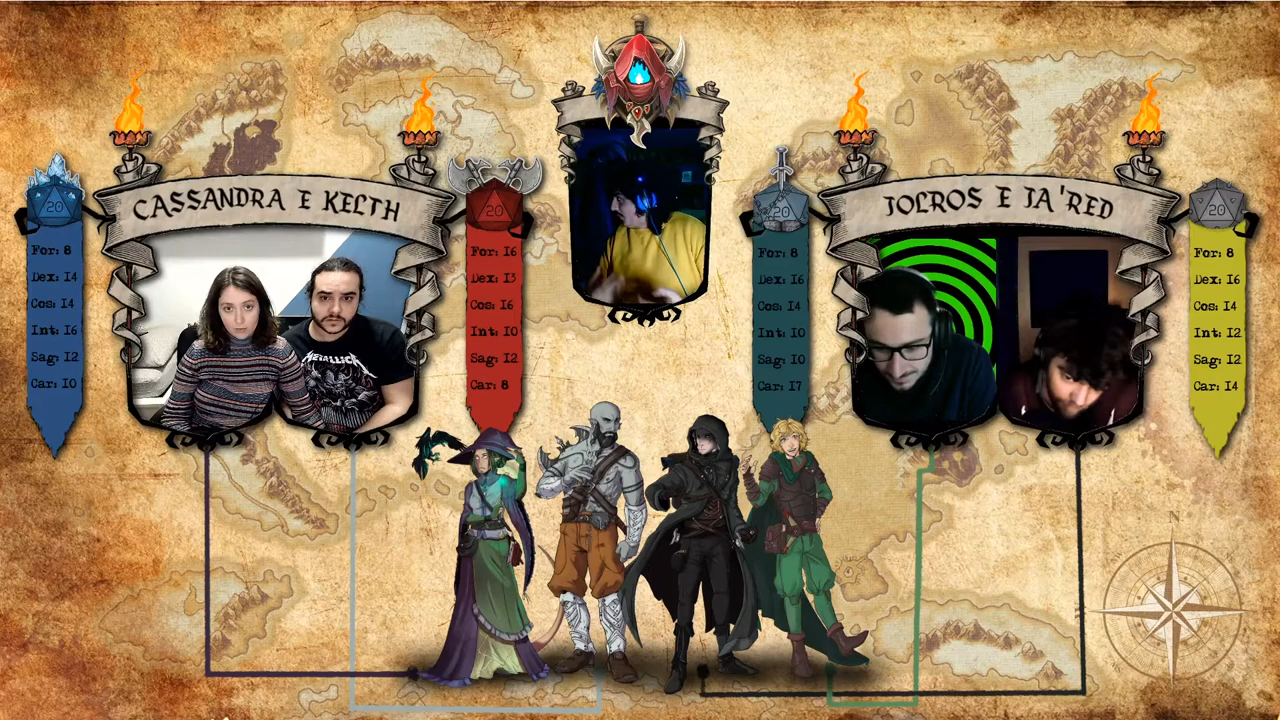 CASSANDRA E KELTH
JOLROS E JA'RED
20
For: 8
Dex: 14
Cos: 14
Int: 16
Sag: 12
Car: 10
20
For: 16
Dex: 13
Cos: 16
Int: 10
Sag: 12
Car: 8
METALLICA
20
For: 8
Dex: 16
Cos: 14
Int: 10
Sag: 10
Car: 17
20
For: 8
Dex: 16
Cos: 14
Int: 12
Sag: 12
Car: 14
N